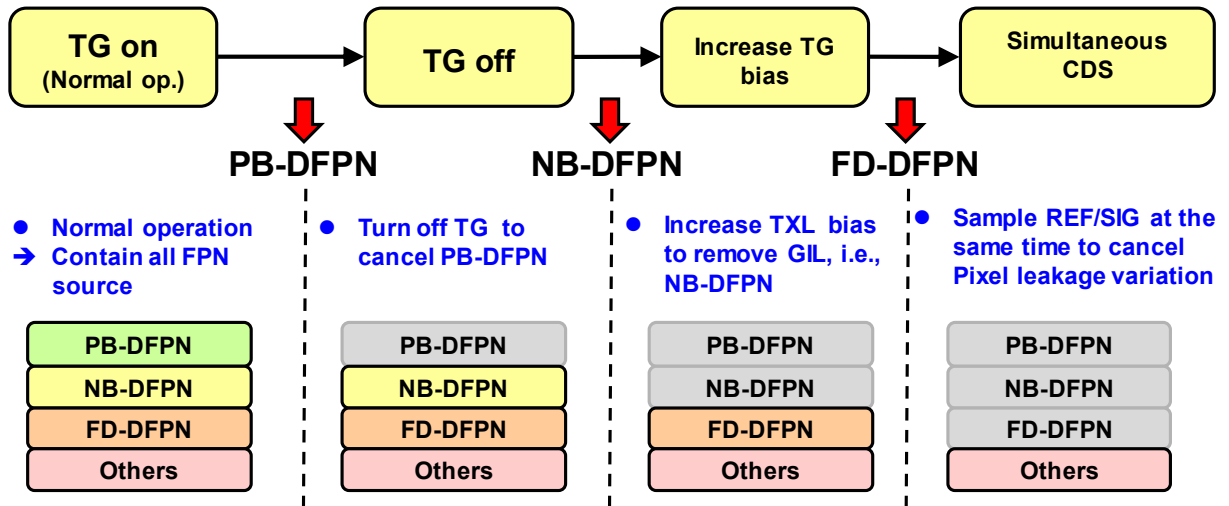 TG on
(Normal op.)
TG off
Increase TG
bias
Simultaneous
CDS
PB-DFPN
NB-DFPN
FD-DFPN
● Normal operation
➔ Contain all FPN
source
● Turn off TG to
cancel PB-DFPN
● Increase TXL bias
to remove GIL, i.e.,
NB-DFPN
● Sample REF/SIG at the
same time to cancel
Pixel leakage variation
PB-DFPN
NB-DFPN
FD-DFPN
Others
PB-DFPN
NB-DFPN
FD-DFPN
Others
PB-DFPN
NB-DFPN
FD-DFPN
Others
PB-DFPN
NB-DFPN
FD-DFPN
Others